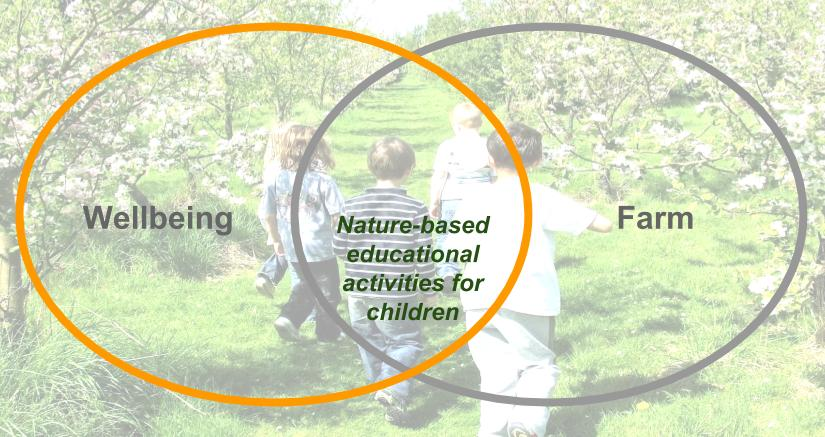 Wellbeing
Nature-based
educational
activities for
children
Farm